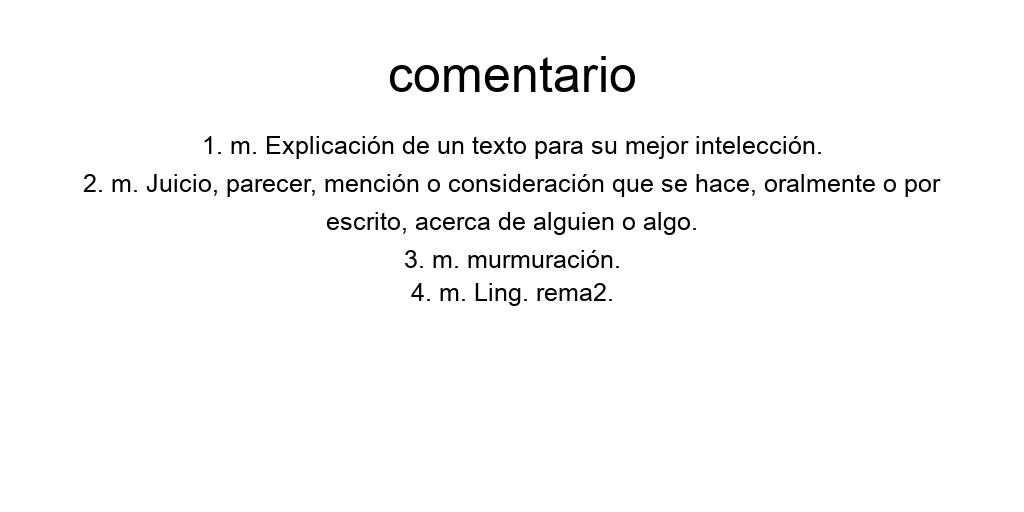 comentario
1. m. Explicación de un texto para su mejor intelección.
2. m. Juicio, parecer, mención o consideración que se hace, oralmente o por
escrito, acerca de alguien o algo.
3. m. murmuración.
4. m. Ling. rema2.